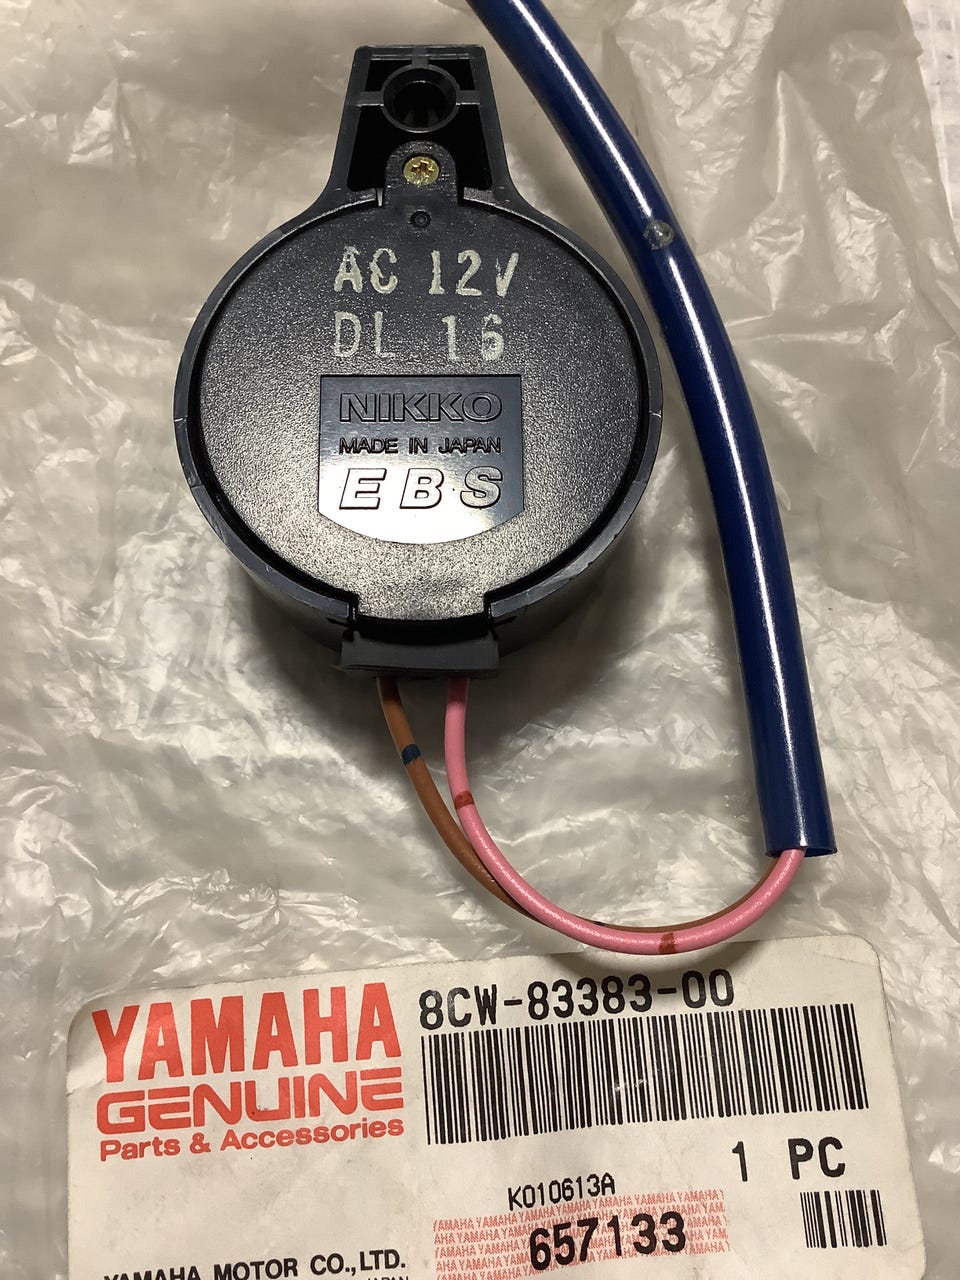 AC 12V
DL 16
NIKKO
MADE IN JAPAN
EBS
YAMAHA
GENUINE
Parts & Accessories
8CW-83383-00
1 PC
K010613A
657133
YAMAHA MOTOR CO., LTD.
JAPAN